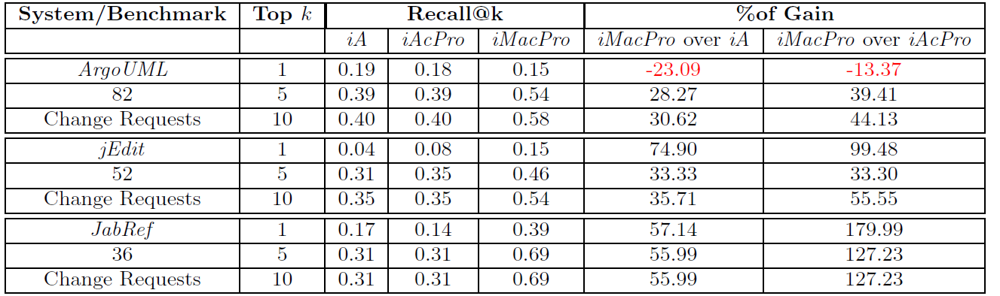 System/Benchmark Top k Recall@k %of Gain
iA iAcPro iMacPro iMacPro over iA iMacPro over iAcPro
ArgoUML 1 0.19 0.18 0.15 -23.09 -13.37
82 5 0.39 0.39 0.54 28.27 39.41
Change Requests 10 0.40 0.40 0.58 30.62 44.13
jEdit 1 0.04 0.08 0.15 74.90 99.48
52 5 0.31 0.35 0.46 33.33 33.30
Change Requests 10 0.35 0.35 0.54 35.71 55.55
JabRef 1 0.17 0.14 0.39 57.14 179.99
36 5 0.31 0.31 0.69 55.99 127.23
Change Requests 10 0.31 0.31 0.69 55.99 127.23